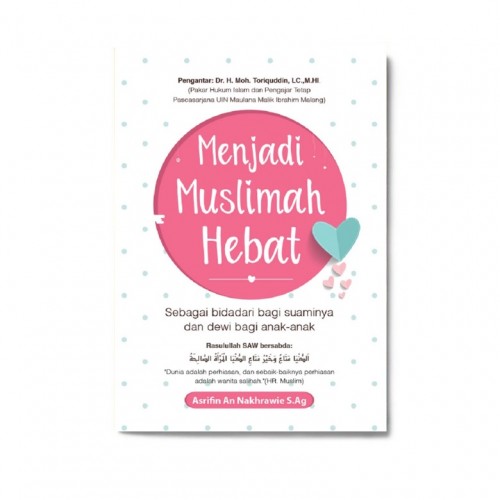 Pengantar: Dr. H. Moh. Toriquddin, LC.,M.HI.
(Pakar Hukum Islam dan Pengajar Tetap
Pascasarjana UIN Maulana Malik Ibrahim Malang)
Menjadi
Muslimah
Hebat
Sebagai bidadari bagi suaminya
dan dewi bagi anak-anak
Rasulullah SAW bersabda:
الدُّنْيَا مَتَاعٌ وَخَيْرُ مَتَاعِ الدُّنْيَا الْمَرْأَةُ الصَّالِحَةُ
"Dunia adalah perhiasan, dan sebaik-baiknya perhiasan
adalah wanita salihah."(HR. Muslim)
Asrifin An Nakhrawie S.Ag